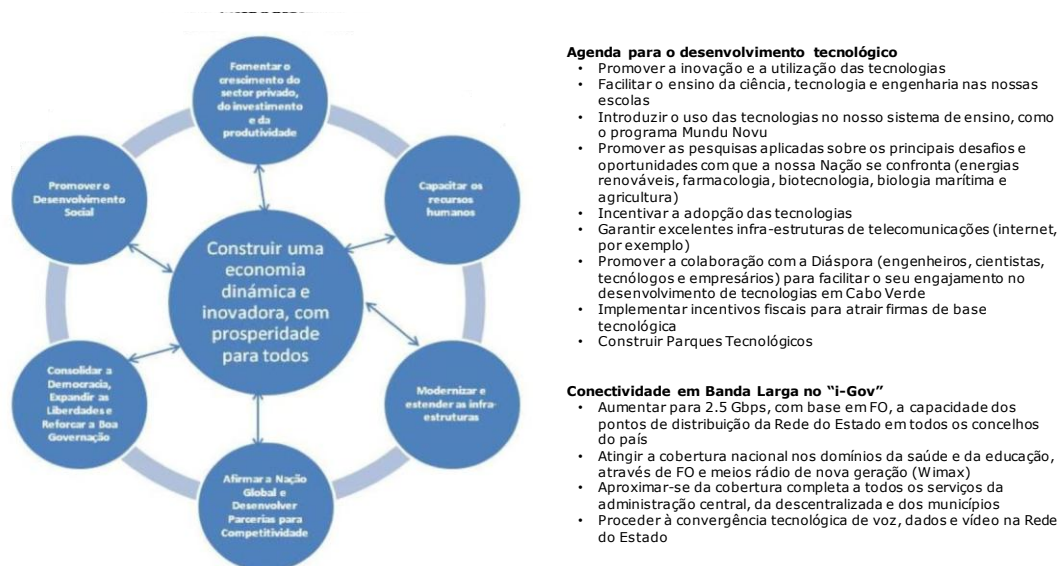 Fomentar o
crescimento do
sector privado,
do investimento
e da
produtividade
Promover o
Desenvolvimento
Social
Capacitar os
recursos
humanos
Construir uma
economia
dinámica e
inovadora, com
prosperidade
para todos
Consolidar a
Democracia,
Expandir as
Liberdades e
Reforcar a Boa
Governação
Modernizar e
estender as infra-
estruturas
Afirmar a Nação
Global e
Desenvolver
Parcerias para
Competitividade
Agenda para o desenvolvimento tecnológico
• Promover a inovação e a utilização das tecnologias
• Facilitar o ensino da ciência, tecnologia e engenharia nas nossas
escolas
• Introduzir o uso das tecnologias no nosso sistema de ensino, como
o programa Mundu Novu
• Promover as pesquisas aplicadas sobre os principais desafios e
oportunidades com que a nossa Nação se confronta (energias
renováveis, farmacologia, biotecnologia, biologia marítima e
agricultura)
• Incentivar a adopção das tecnologias
• Garantir excelentes infra-estruturas de telecomunicações (internet,
por exemplo)
• Promover a colaboração com a Diáspora (engenheiros, cientistas,
tecnólogos e empresários) para facilitar o seu engajamento no
desenvolvimento de tecnologias em Cabo Verde
• Implementar incentivos fiscais para atrair firmas de base
tecnológica
• Construir Parques Tecnológicos
Conectividade em Banda Larga no “i-Gov”
• Aumentar para 2.5 Gbps, com base em FO, a capacidade dos
pontos de distribuição da Rede do Estado em todos os concelhos
do país
• Atingir a cobertura nacional nos domínios da saúde e da educação,
através de FO e meios rádio de nova geração (Wimax)
• Aproximar-se da cobertura completa a todos os serviços da
administração central, da descentralizada e dos municípios
• Proceder à convergência tecnológica de voz, dados e vídeo na Rede
do Estado